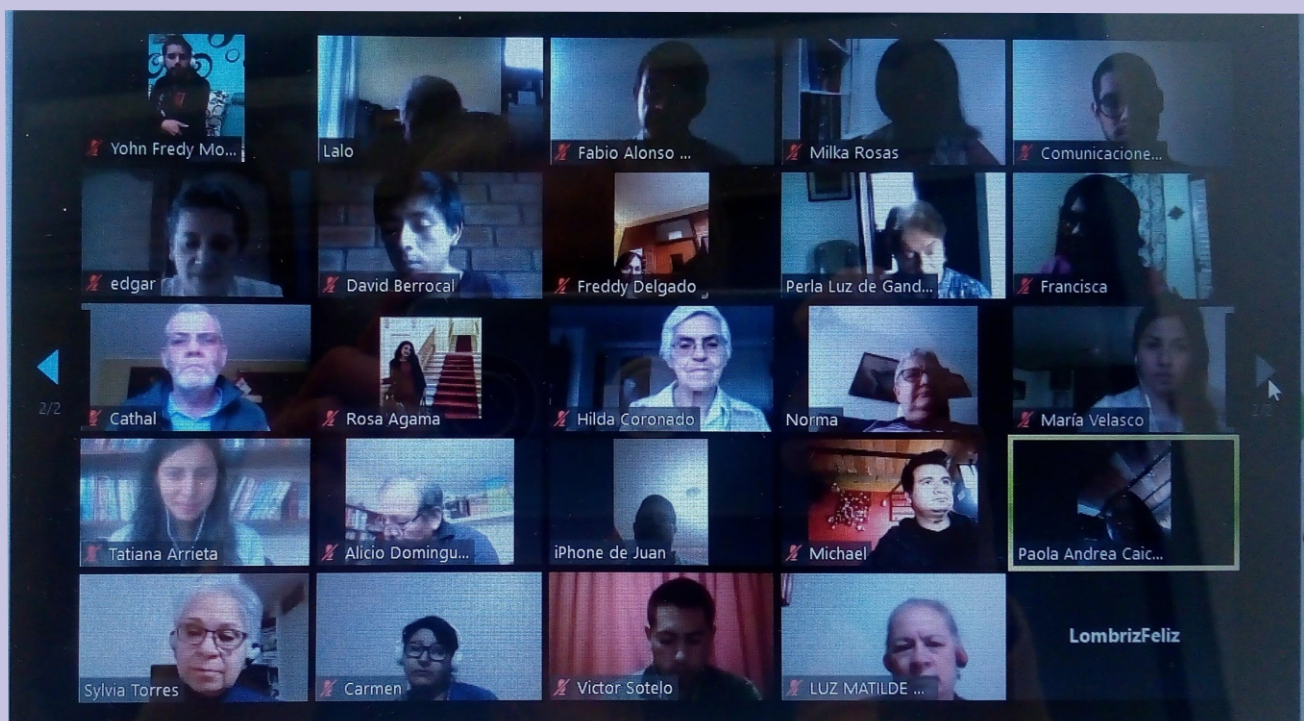 Yohn Fredy Mo...
Lalo
Fabio Alonso ...
Milka Rosas
Comunicacione...
edgar
David Berrocal
Freddy Delgado
Perla Luz de Gand...
Francisca
2/2
Cathal
Rosa Agama
Hilda Coronado
Norma
María Velasco
2/2
Tatiana Arrieta
Alicio Domingu...
iPhone de Juan
Michael
Paola Andrea Caic...
Sylvia Torres
Carmen
Victor Sotelo
LUZ MATILDE ...
LombrizFeliz